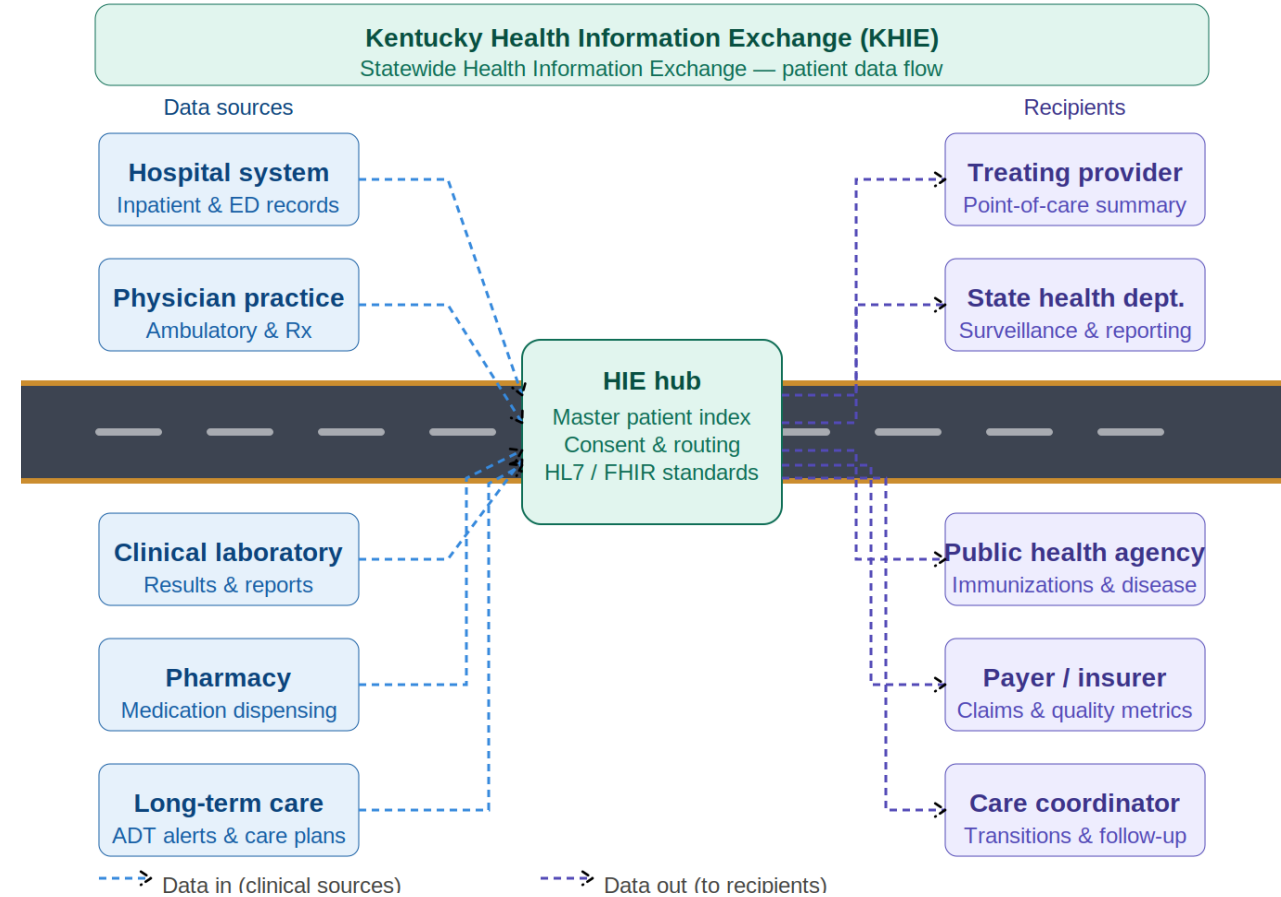 Kentucky Health Information Exchange (KHIE)
Statewide Health Information Exchange — patient data flow
Data sources
Recipients
Hospital system
Inpatient & ED records
Treating provider
Point-of-care summary
Physician practice
Ambulatory & Rx
State health dept.
Surveillance & reporting
HIE hub
Master patient index
Consent & routing
HL7 / FHIR standards
Clinical laboratory
Results & reports
Public health agency
Immunizations & disease
Pharmacy
Medication dispensing
Payer / insurer
Claims & quality metrics
Long-term care
ADT alerts & care plans
Care coordinator
Transitions & follow-up
Data in (clinical sources)
Data out (to recipients)